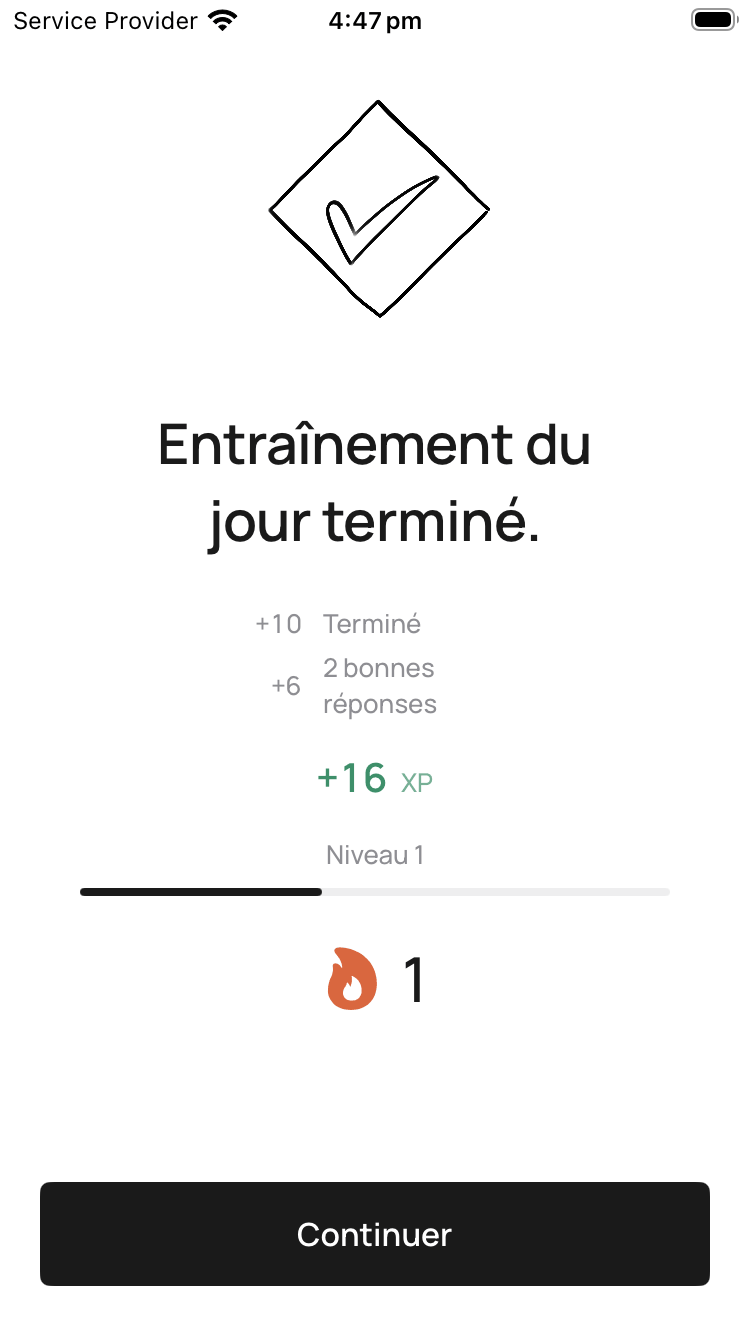 Service Provider 4:47 pm
Entraînement du
jour terminé.
+10 Terminé
+6 2 bonnes
réponses
+16 XP
Niveau 1
1
Continuer